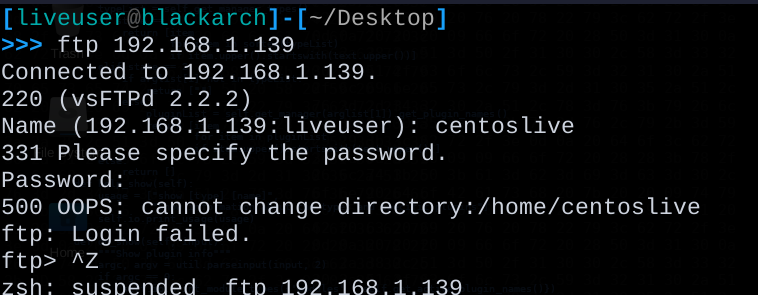 [liveuser@blackarch]-[~/Desktop]
>>> ftp 192.168.1.139
Connected to 192.168.1.139.
220 (vsFTPd 2.2.2)
Name (192.168.1.139:liveuser): centoslive
331 Please specify the password.
Password:
500 OOPS: cannot change directory:/home/centoslive
ftp: Login failed.
ftp> ^Z
zsh: suspended  ftp 192.168.1.139